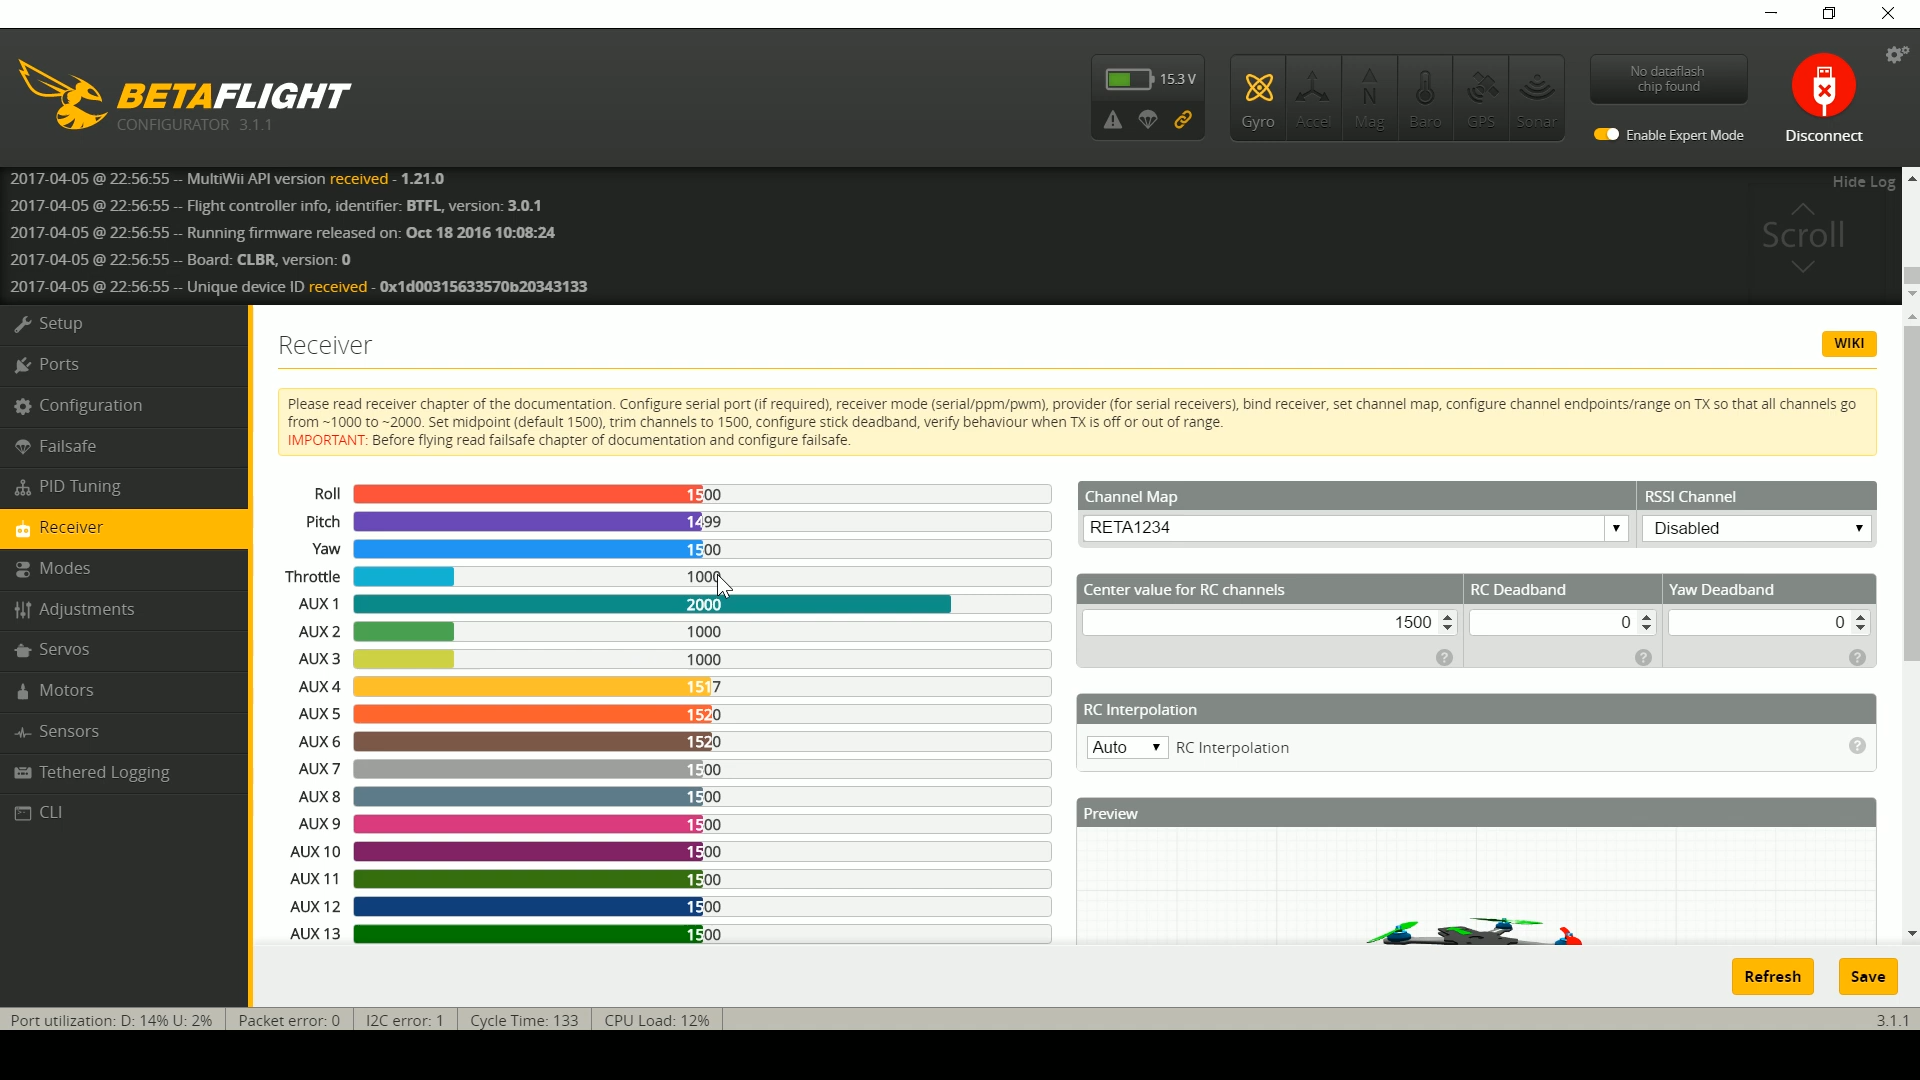 BETAFLIGHT
CONFIGURATOR 3.1.1
15.3 V
Gyro Accel Mag Baro GPS Sonar
No dataflash
chip found
Enable Expert Mode
Disconnect
2017-04-05 @ 22:56:55 -- MultiWii API version received - 1.21.0
2017-04-05 @ 22:56:55 -- Flight controller info, identifier: BTFL, version: 3.0.1
2017-04-05 @ 22:56:55 -- Running firmware released on: Oct 18 2016 10:08:24
2017-04-05 @ 22:56:55 -- Board: CLBR, version: 0
2017-04-05 @ 22:56:55 -- Unique device ID received - 0x1d00315633570b20343133
Hide Log
Scroll
Setup
Ports
Configuration
Failsafe
PID Tuning
Receiver
Modes
Adjustments
Servos
Motors
Sensors
Tethered Logging
CLI
Receiver
WIKI
Please read receiver chapter of the documentation. Configure serial port (if required), receiver mode (serial/ppm/pwm), provider (for serial receivers), bind receiver, set channel map, configure channel endpoints/range on TX so that all channels go
from ~1000 to ~2000. Set midpoint (default 1500), trim channels to 1500, configure stick deadband, verify behaviour when TX is off or out of range.
IMPORTANT: Before flying read failsafe chapter of documentation and configure failsafe.
Roll 1500
Pitch 1499
Yaw 1500
Throttle 1000
AUX 1 2000
AUX 2 1000
AUX 3 1000
AUX 4 1517
AUX 5 1520
AUX 6 1520
AUX 7 1500
AUX 8 1500
AUX 9 1500
AUX 10 1500
AUX 11 1500
AUX 12 1500
AUX 13 1500
Channel Map RSSI Channel
RETA1234 Disabled
Center value for RC channels RC Deadband Yaw Deadband
1500 0 0
RC Interpolation
Auto RC Interpolation
Preview
Refresh Save
Port utilization: D: 14% U: 2% Packet error: 0 I2C error: 1 Cycle Time: 133 CPU Load: 12% 3.1.1